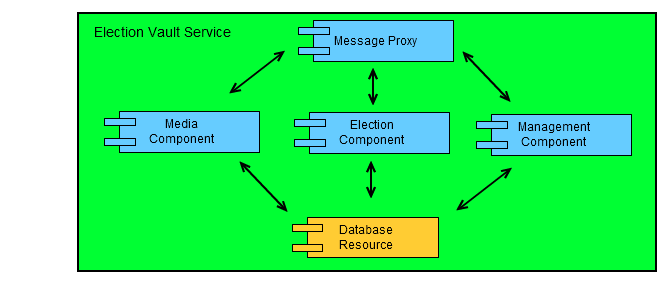 Election Vault Service
Message Proxy
Media
Component
Election
Component
Management
Component
Database
Resource